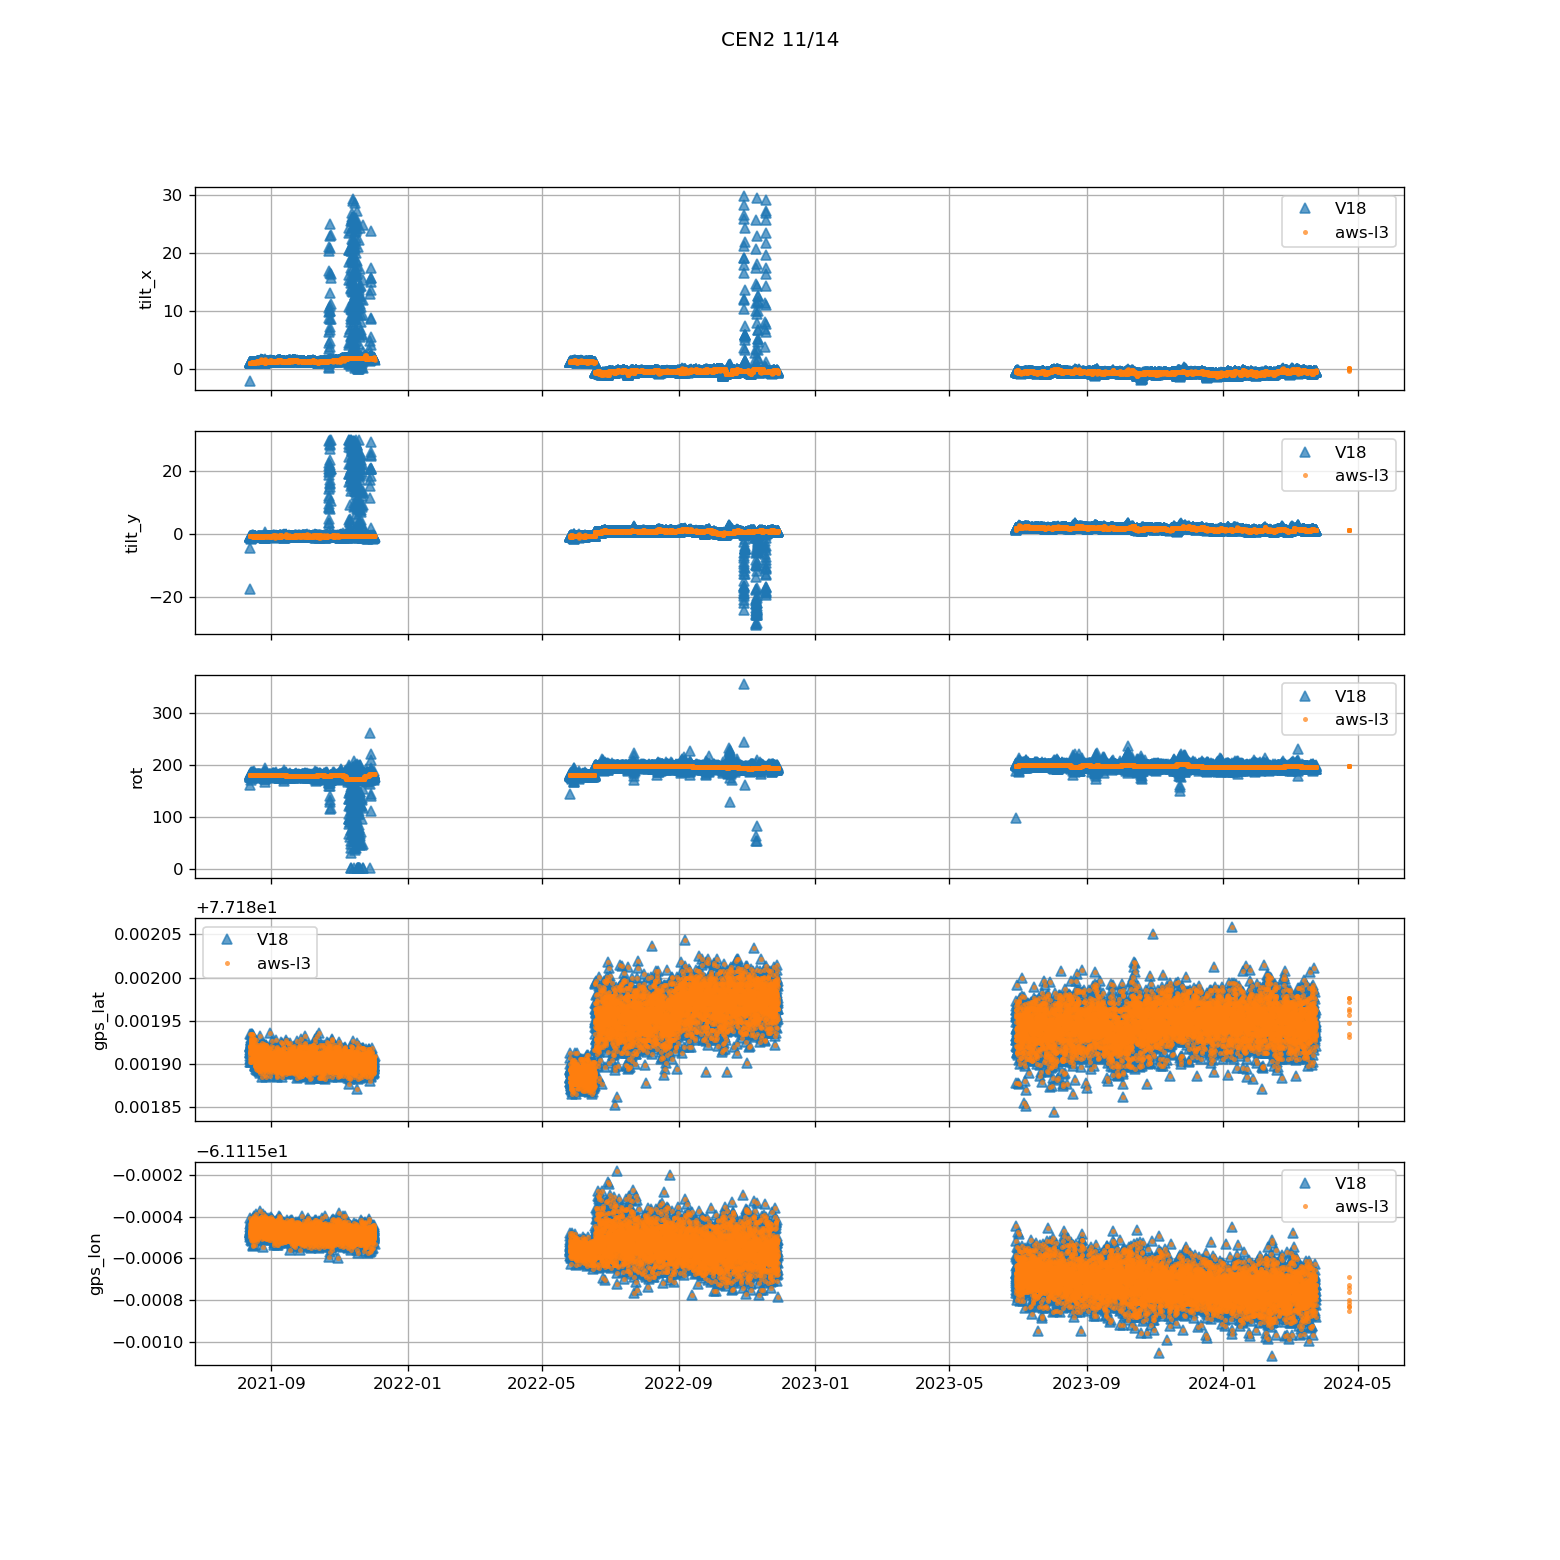 CEN2 11/14
30
20
10
0
tilt_x
V18
aws-l3
20
0
−20
tilt_y
V18
aws-l3
300
200
100
0
rot
V18
aws-l3
+7.718e1
0.00205
0.00200
0.00195
0.00190
0.00185
gps_lat
V18
aws-l3
−6.1115e1
−0.0002
−0.0004
−0.0006
−0.0008
−0.0010
gps_lon
V18
aws-l3
2021-09 2022-01 2022-05 2022-09 2023-01 2023-05 2023-09 2024-01 2024-05